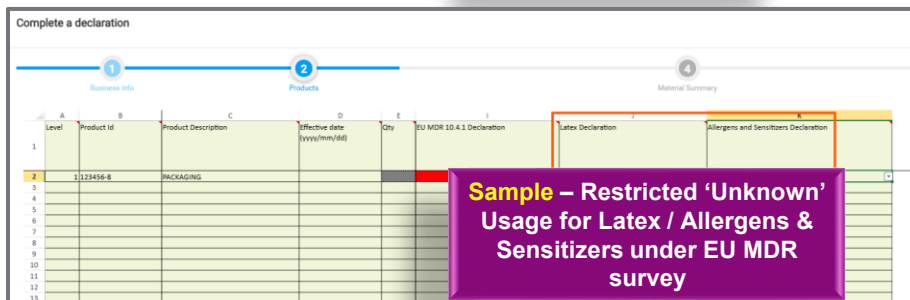 Complete a declaration
1 2 4
Business info Products Material Summary
A B C D E I J K
Level Product Id Product Description Effective date Qty EU MDR 10.4.1 Declaration Latex Declaration Allergens and Sensitizers Declaration
(yyyy/mm/dd)
1
2 1 123456-8 PACKAGING
3
4
5
6
7
8
9
10
11
12
13
Sample – Restricted ‘Unknown’
Usage for Latex / Allergens &
Sensitizers under EU MDR
survey